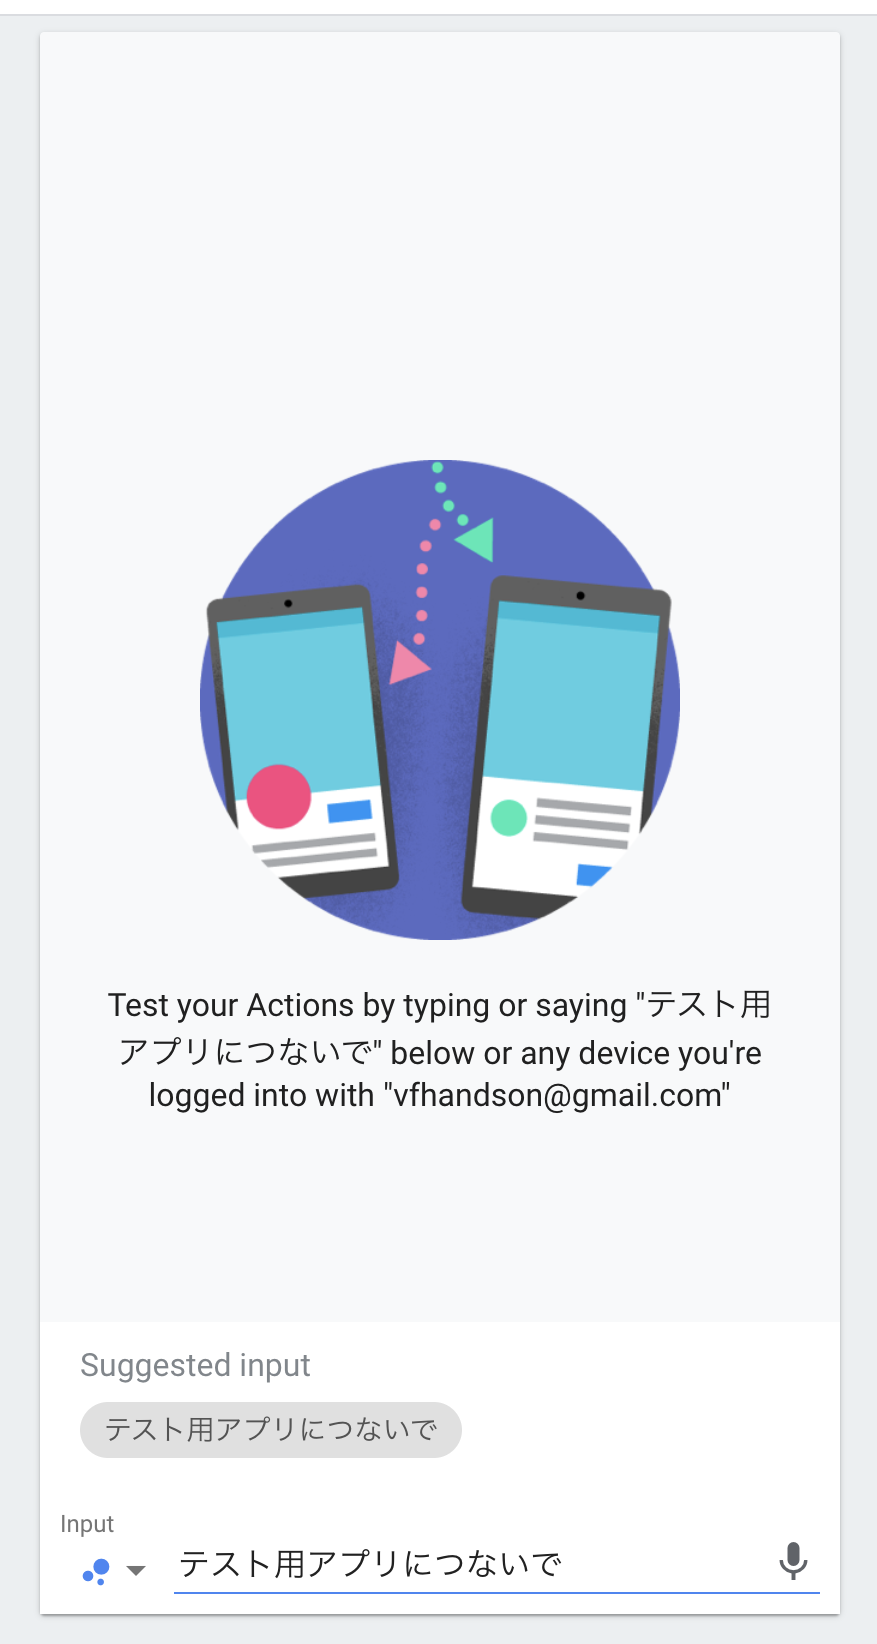 Test your Actions by typing or saying "テスト用
アプリにつないで" below or any device you're
logged into with "vfhandson@gmail.com"
Suggested input
テスト用アプリにつないで
Input
テスト用アプリにつないで